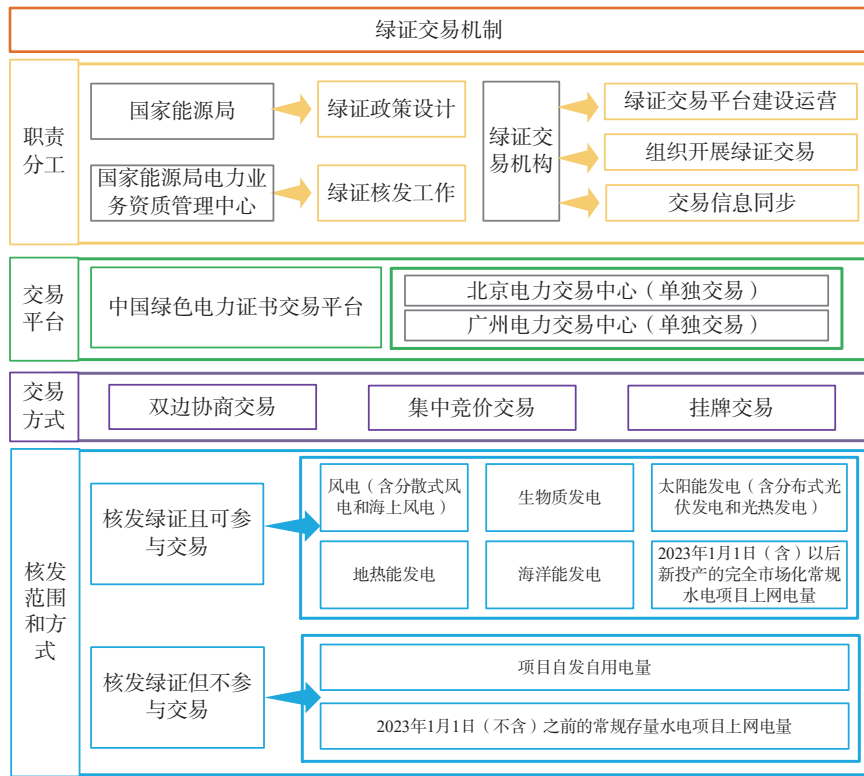 绿证交易机制
职责
分工
国家能源局
绿证政策设计
国家能源局电力业
务资质管理中心
绿证核发工作
绿证交
易机构
绿证交易平台建设运营
组织开展绿证交易
交易信息同步
交易
平台
中国绿色电力证书交易平台
北京电力交易中心（单独交易）
广州电力交易中心（单独交易）
交易
方式
双边协商交易
集中竞价交易
挂牌交易
核发
范围
和方
式
核发绿证且可参
与交易
风电（含分散式风
电和海上风电）
生物质发电
太阳能发电（含分布式光
伏发电和光热发电）
地热能发电
海洋能发电
2023年1月1日（含）以后
新投产的完全市场化常规
水电项目上网电量
核发绿证但不参
与交易
项目自发自用电量
2023年1月1日（不含）之前的常规存量水电项目上网电量